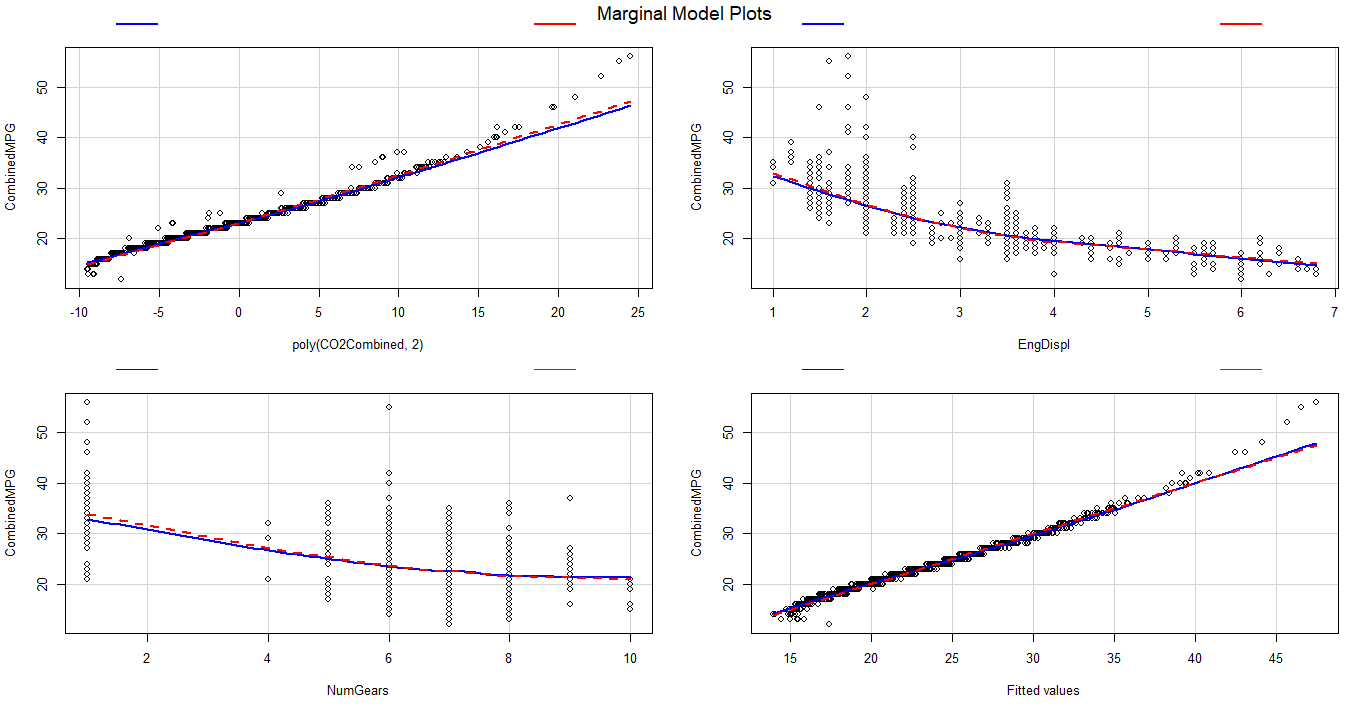 Marginal Model Plots
CombinedMPG
50
40
30
20
-10 -5 0 5 10 15 20 25
poly(CO2Combined, 2)
CombinedMPG
50
40
30
20
1 2 3 4 5 6 7
EngDispl
CombinedMPG
50
40
30
20
2 4 6 8 10
NumGears
CombinedMPG
50
40
30
20
15 20 25 30 35 40 45
Fitted values